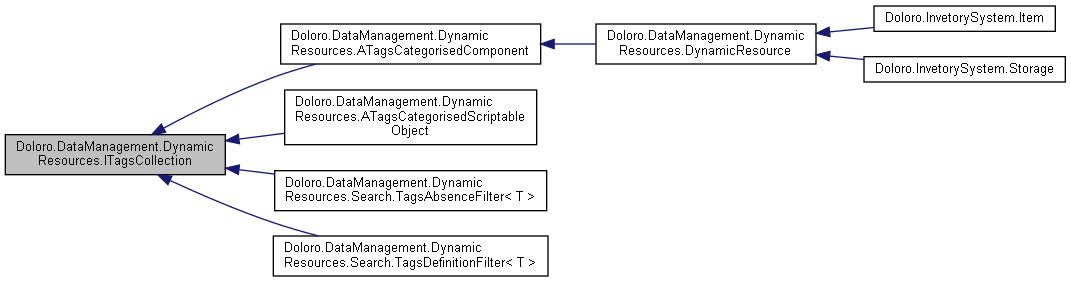 Doloro.DataManagement.Dynamic
Resources.ITagsCollection
Doloro.DataManagement.Dynamic
Resources.ATagsCategorisedComponent
Doloro.DataManagement.Dynamic
Resources.DynamicResource
Doloro.InvetorySystem.Item
Doloro.InvetorySystem.Storage
Doloro.DataManagement.Dynamic
Resources.ATagsCategorisedScriptable
Object
Doloro.DataManagement.Dynamic
Resources.Search.TagsAbsenceFilter< T >
Doloro.DataManagement.Dynamic
Resources.Search.TagsDefinitionFilter< T >